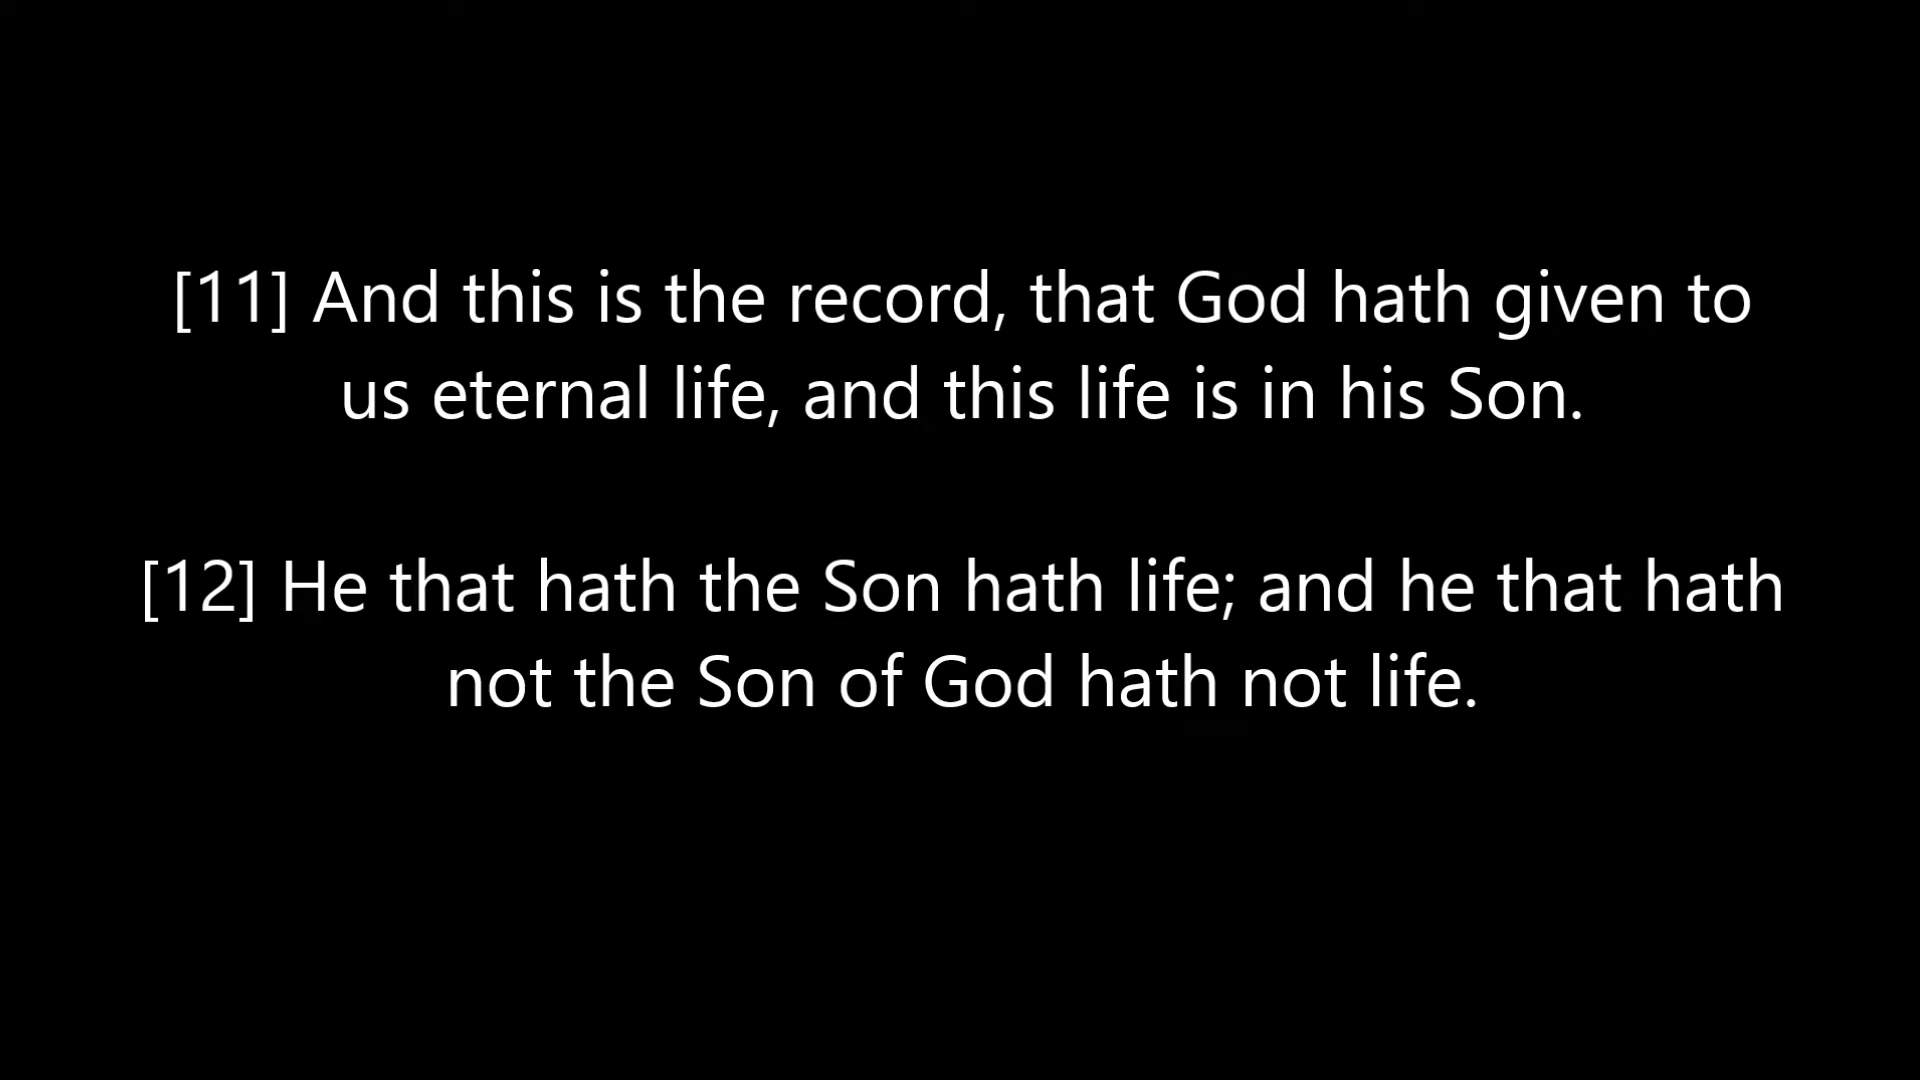 [11] And this is the record, that God hath given to
us eternal life, and this life is in his Son.
[12] He that hath the Son hath life; and he that hath
not the Son of God hath not life.